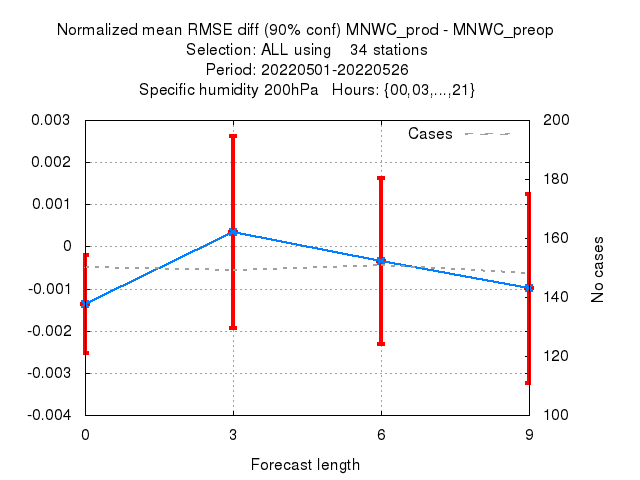 Normalized mean RMSE diff (90% conf) MNWC_prod - MNWC_preop
Selection: ALL using    34 stations
Period: 20220501-20220526
Specific humidity 200hPa   Hours: {00,03,...,21}
0.003
0.002
0.001
0
-0.001
-0.002
-0.003
-0.004
Cases
200
180
160
140
120
100
No cases
0 3 6 9
Forecast length